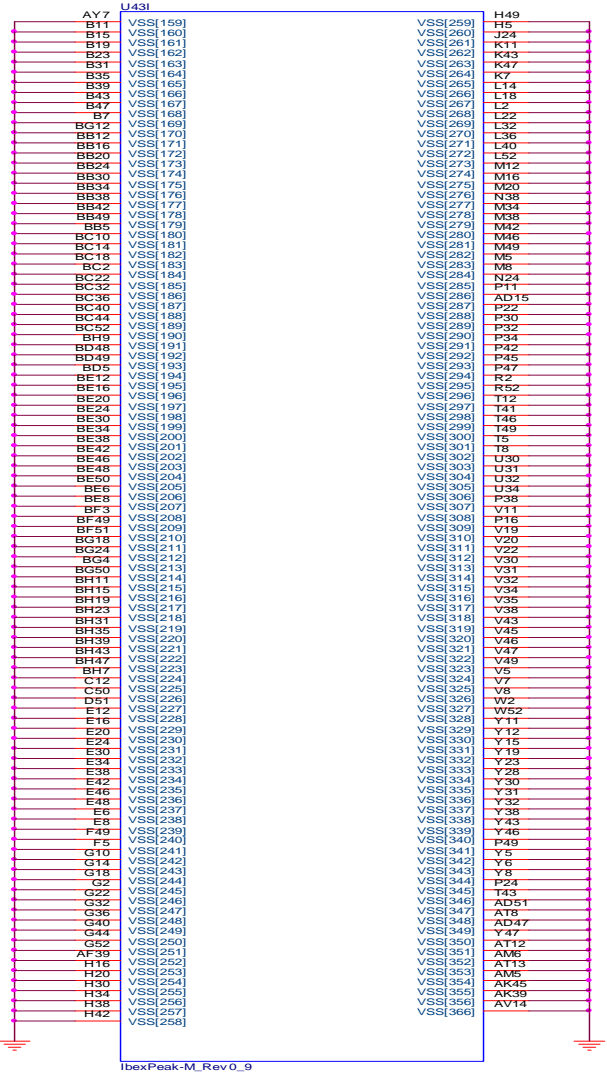 U43I
AY7 VSS[159] VSS[259] H49
B11 VSS[160] VSS[260] H5
B15 VSS[161] VSS[261] J24
B19 VSS[162] VSS[262] K11
B23 VSS[163] VSS[263] K43
B31 VSS[164] VSS[264] K47
B35 VSS[165] VSS[265] K7
B39 VSS[166] VSS[266] L14
B43 VSS[167] VSS[267] L18
B47 VSS[168] VSS[268] L2
B7 VSS[169] VSS[269] L22
BG12 VSS[170] VSS[270] L32
BB12 VSS[171] VSS[271] L36
BB16 VSS[172] VSS[272] L40
BB20 VSS[173] VSS[273] L52
BB24 VSS[174] VSS[274] M12
BB30 VSS[175] VSS[275] M16
BB34 VSS[176] VSS[276] M20
BB38 VSS[177] VSS[277] N38
BB42 VSS[178] VSS[278] M34
BB49 VSS[179] VSS[279] M38
BB5 VSS[180] VSS[280] M42
BC10 VSS[181] VSS[281] M46
BC14 VSS[182] VSS[282] M49
BC18 VSS[183] VSS[283] M5
BC2 VSS[184] VSS[284] M8
BC22 VSS[185] VSS[285] N24
BC32 VSS[186] VSS[286] P11
BC36 VSS[187] VSS[287] AD15
BC40 VSS[188] VSS[288] P22
BC44 VSS[189] VSS[289] P30
BC52 VSS[190] VSS[290] P32
BH9 VSS[191] VSS[291] P34
BD48 VSS[192] VSS[292] P42
BD49 VSS[193] VSS[293] P45
BD5 VSS[194] VSS[294] P47
BE12 VSS[195] VSS[295] R2
BE16 VSS[196] VSS[296] R52
BE20 VSS[197] VSS[297] T12
BE24 VSS[198] VSS[298] T41
BE30 VSS[199] VSS[299] T46
BE34 VSS[200] VSS[300] T49
BE38 VSS[201] VSS[301] T5
BE42 VSS[202] VSS[302] T8
BE46 VSS[203] VSS[303] U30
BE48 VSS[204] VSS[304] U31
BE50 VSS[205] VSS[305] U32
BE6 VSS[206] VSS[306] U34
BE8 VSS[207] VSS[307] P38
BF3 VSS[208] VSS[308] V11
BF49 VSS[209] VSS[309] P16
BF51 VSS[210] VSS[310] V19
BG18 VSS[211] VSS[311] V20
BG24 VSS[212] VSS[312] V22
BG4 VSS[213] VSS[313] V30
BG50 VSS[214] VSS[314] V31
BH11 VSS[215] VSS[315] V32
BH15 VSS[216] VSS[316] V34
BH19 VSS[217] VSS[317] V35
BH23 VSS[218] VSS[318] V38
BH31 VSS[219] VSS[319] V43
BH35 VSS[220] VSS[320] V45
BH39 VSS[221] VSS[321] V46
BH43 VSS[222] VSS[322] V47
BH47 VSS[223] VSS[323] V49
BH7 VSS[224] VSS[324] V5
C12 VSS[225] VSS[325] V7
C50 VSS[226] VSS[326] V8
D51 VSS[227] VSS[327] W2
E12 VSS[228] VSS[328] W52
E16 VSS[229] VSS[329] Y11
E20 VSS[230] VSS[330] Y12
E24 VSS[231] VSS[331] Y15
E30 VSS[232] VSS[332] Y19
E34 VSS[233] VSS[333] Y23
E38 VSS[234] VSS[334] Y28
E42 VSS[235] VSS[335] Y30
E46 VSS[236] VSS[336] Y31
E48 VSS[237] VSS[337] Y32
E6 VSS[238] VSS[338] Y38
E8 VSS[239] VSS[339] Y43
F49 VSS[240] VSS[340] Y46
F5 VSS[241] VSS[341] P49
G10 VSS[242] VSS[342] Y5
G14 VSS[243] VSS[343] Y6
G18 VSS[244] VSS[344] Y8
G2 VSS[245] VSS[345] P24
G22 VSS[246] VSS[346] T43
G32 VSS[247] VSS[347] AD51
G36 VSS[248] VSS[348] AT8
G40 VSS[249] VSS[349] AD47
G44 VSS[250] VSS[350] Y47
G52 VSS[251] VSS[351] AT12
AF39 VSS[252] VSS[352] AM6
H16 VSS[253] VSS[353] AT13
H20 VSS[254] VSS[354] AM5
H30 VSS[255] VSS[355] AK45
H34 VSS[256] VSS[356] AK39
H38 VSS[257] VSS[366] AV14
H42 VSS[258]
IbexPeak-M_Rev0_9